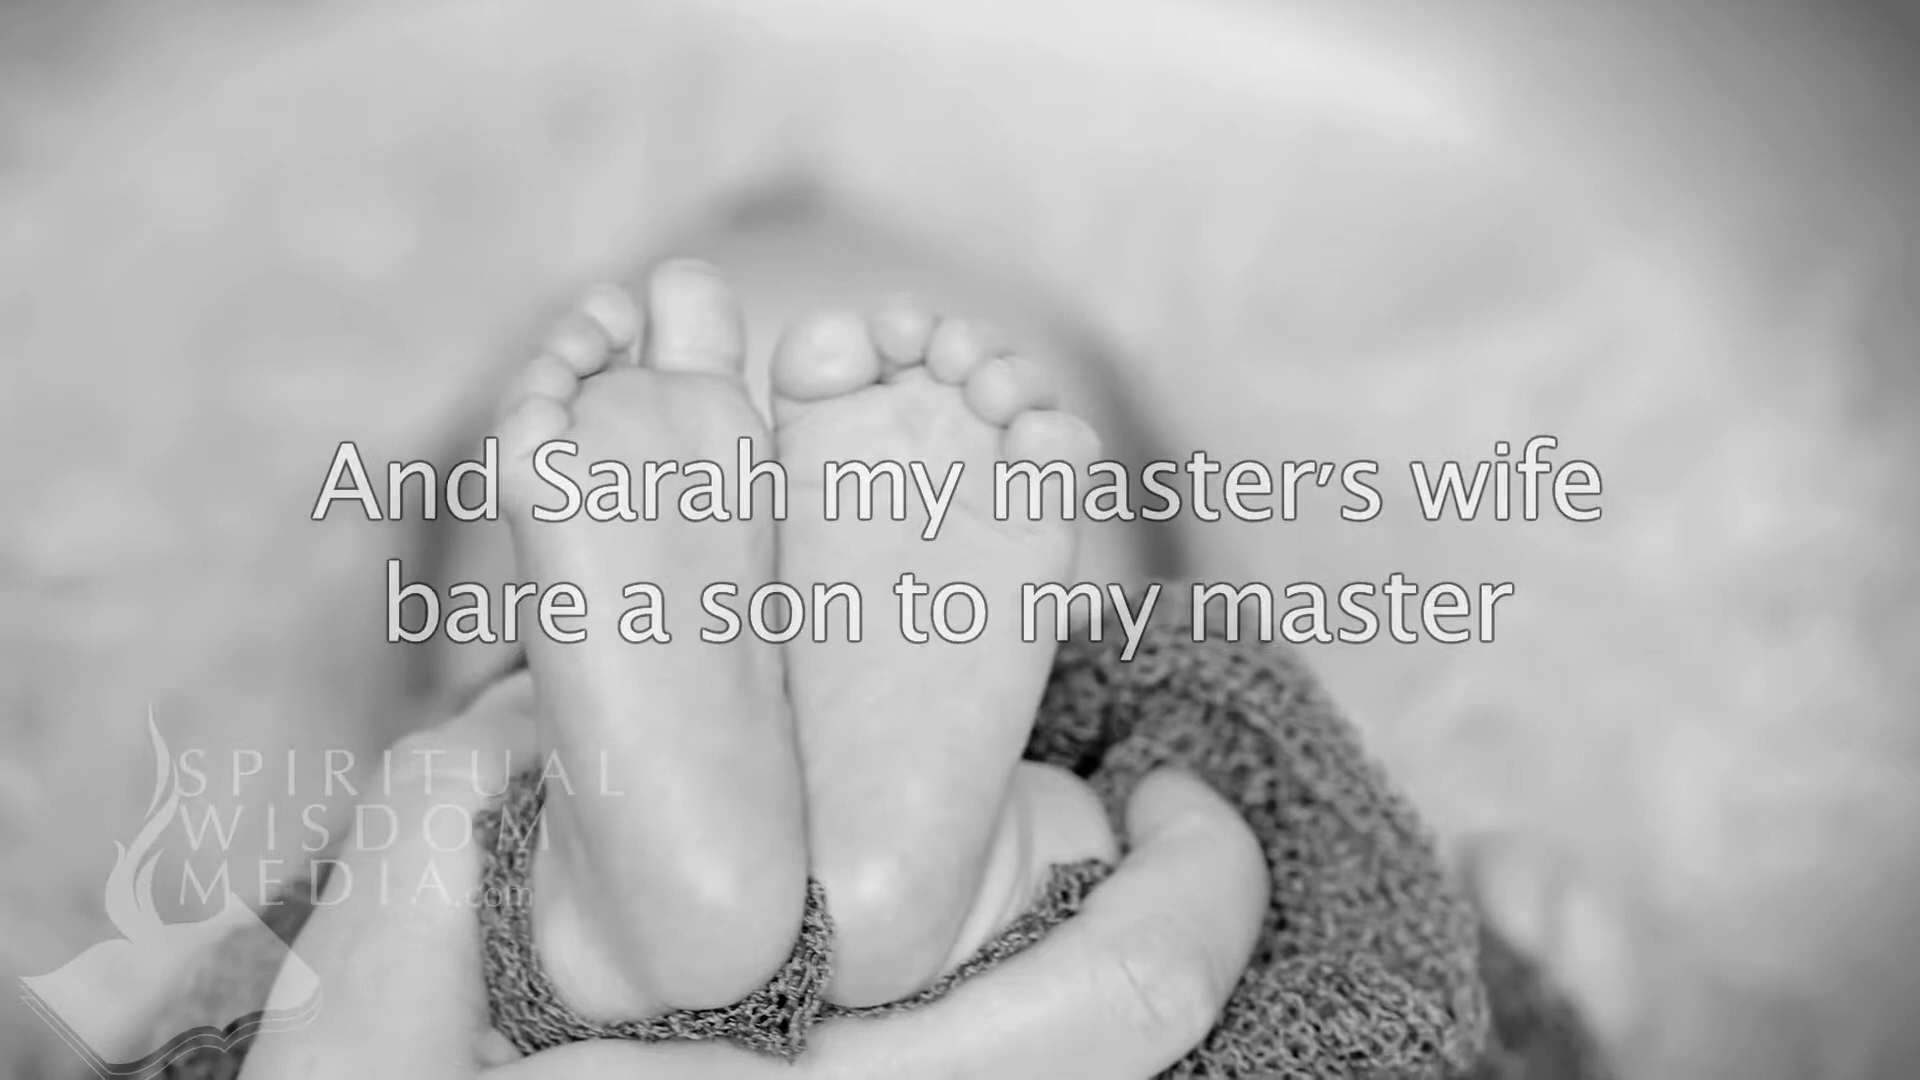 And Sarah my master's wife
bare a son to my master
SPIRITUAL
WISDOM
MEDIA.com